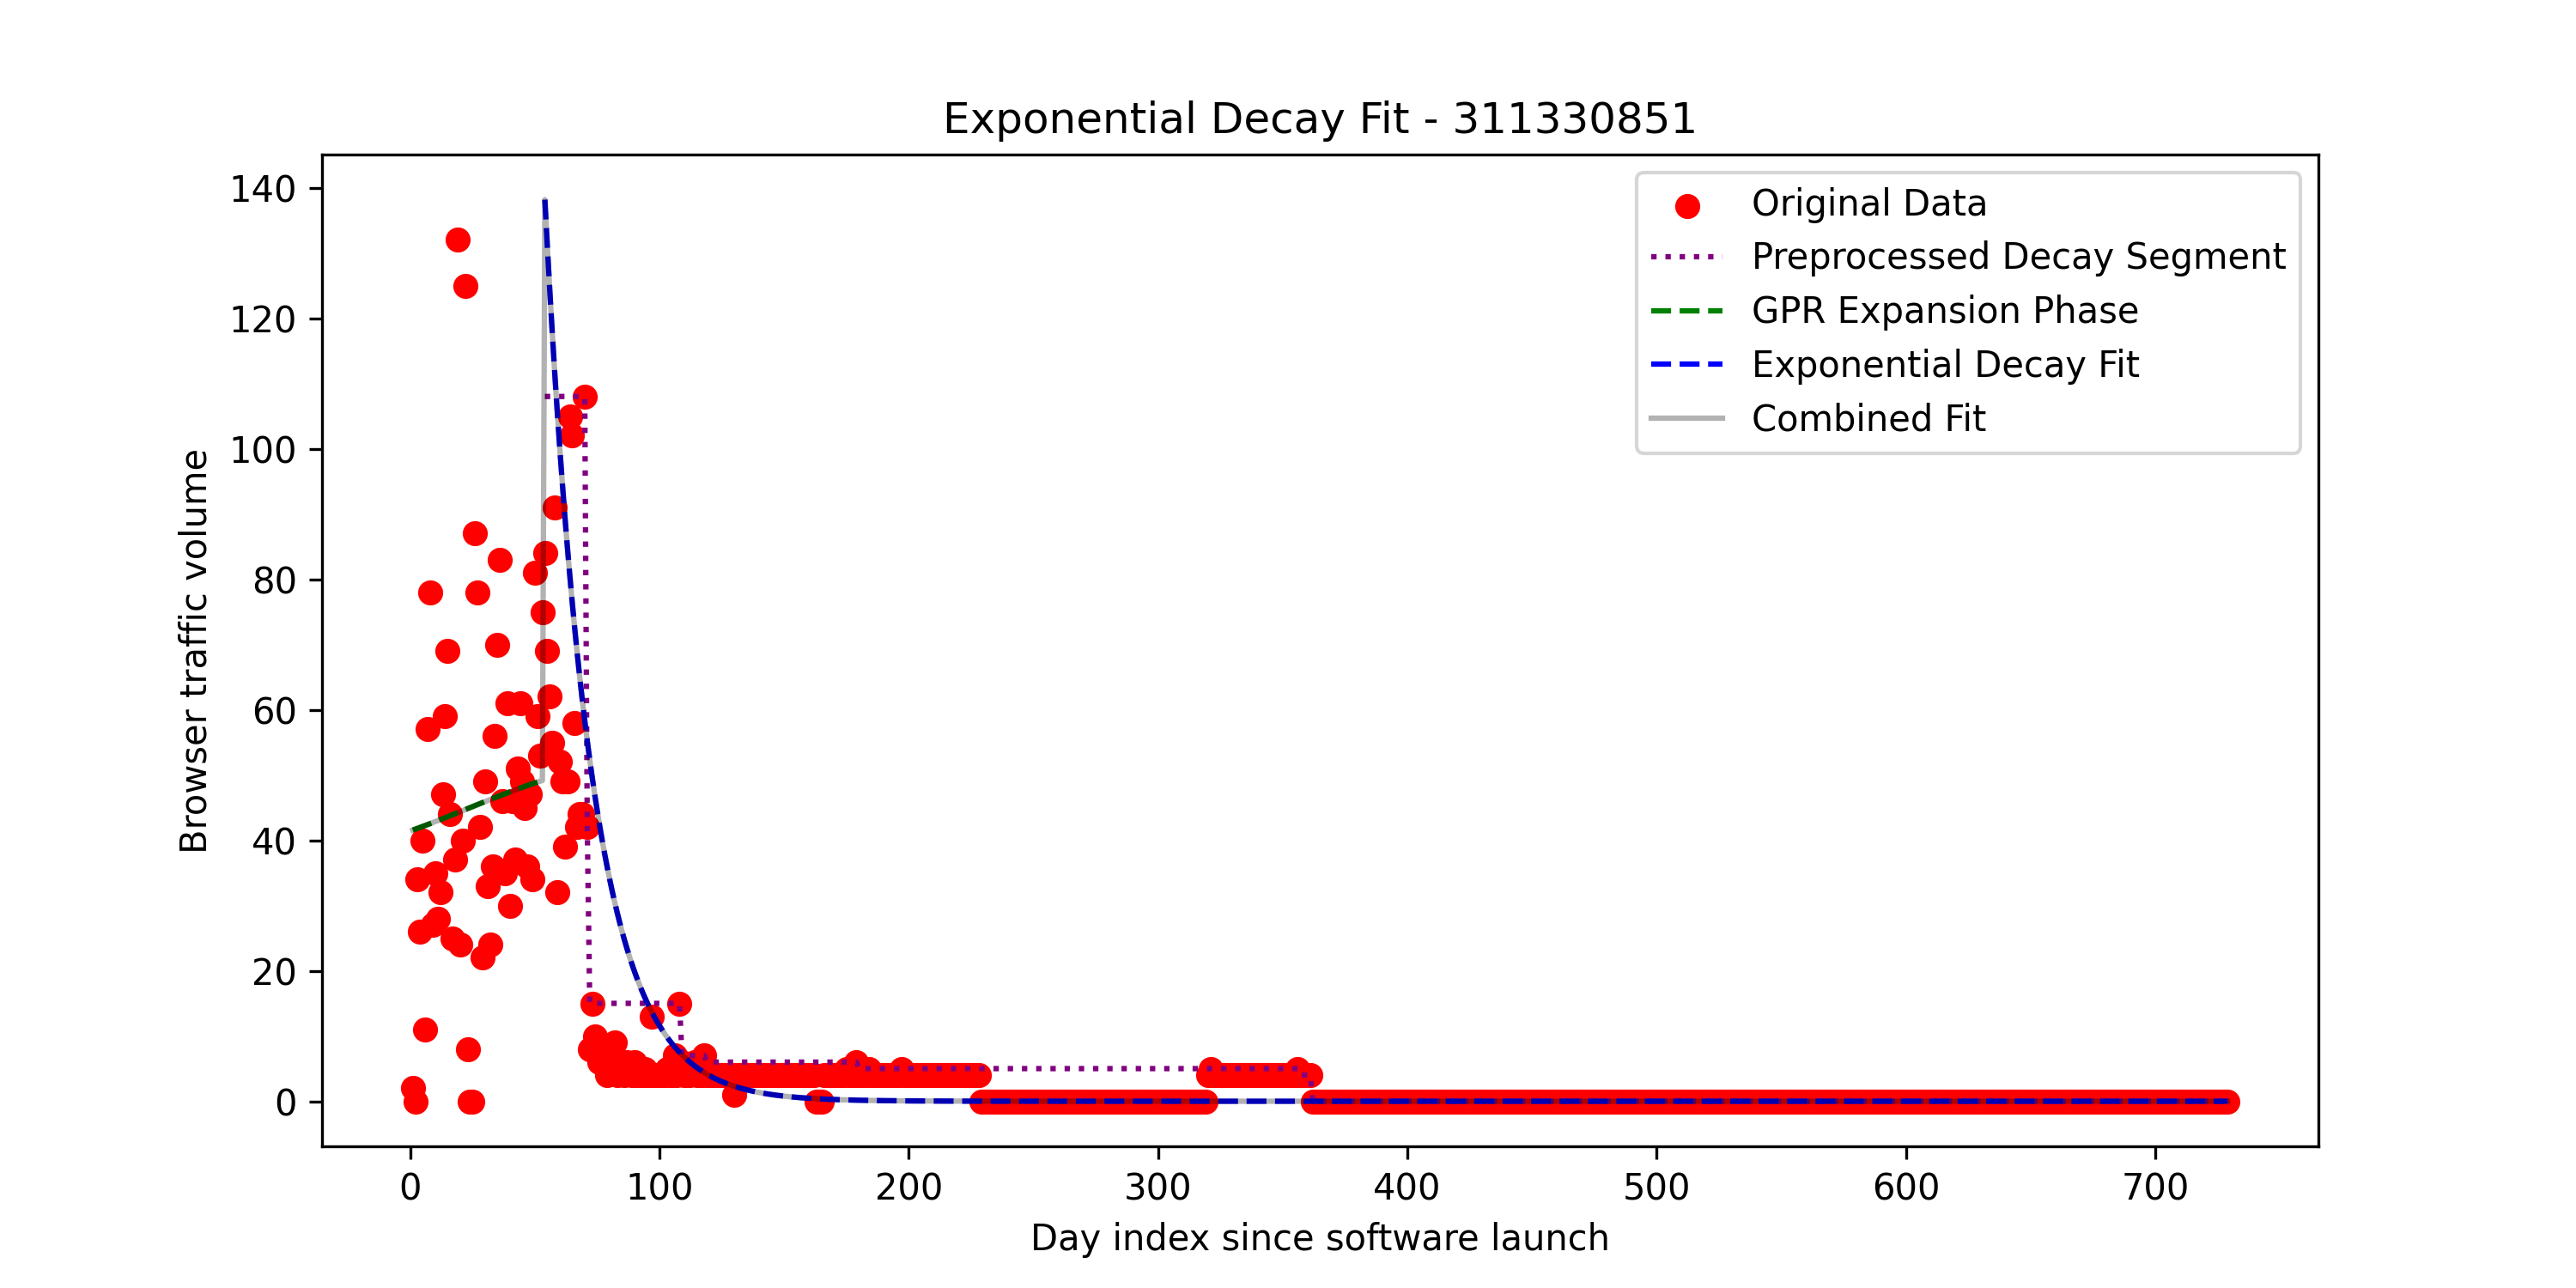 Exponential Decay Fit - 311330851
Original Data
Preprocessed Decay Segment
GPR Expansion Phase
Exponential Decay Fit
Combined Fit
Browser traffic volume
140
120
100
80
60
40
20
0
0 100 200 300 400 500 600 700
Day index since software launch